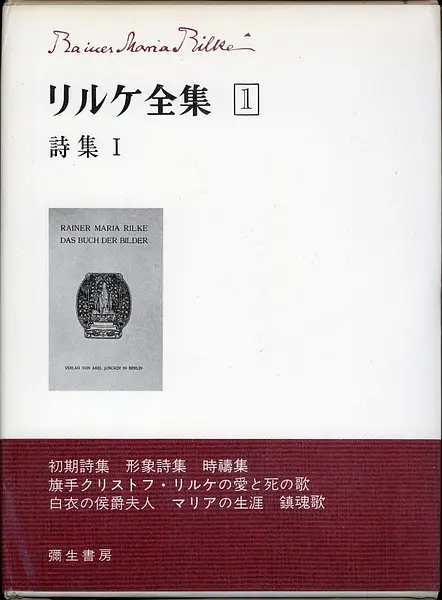 Rainer Maria Rilke
リルケ全集 1
詩集 I
RAINER MARIA RILKE
DAS BUCH DER BILDER
VERLAG VON AXEL JUNCKER IN BERLIN
初期詩集 形象詩集 時禱集
旗手クリストフ・リルケの愛と死の歌
白衣の侯爵夫人 マリアの生涯 鎮魂歌
彌生書房